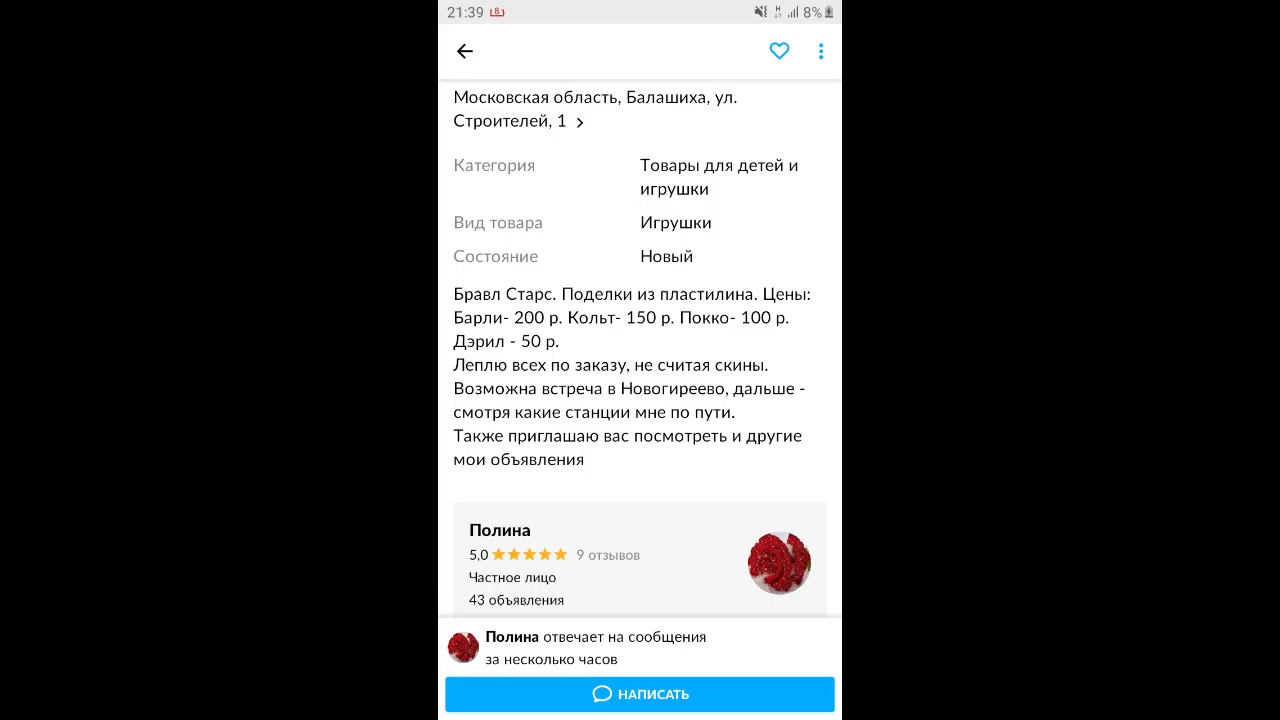 21:39 8 8%
Московская область, Балашиха, ул.
Строителей, 1
Категория Товары для детей и
игрушки
Вид товара Игрушки
Состояние Новый
Бравл Старс. Поделки из пластилина. Цены:
Барли- 200 р. Кольт- 150 р. Покко- 100 р.
Дэрил - 50 р.
Леплю всех по заказу, не считая скины.
Возможна встреча в Новогиреево, дальше -
смотря какие станции мне по пути.
Также приглашаю вас посмотреть и другие
мои объявления
Полина
5,0 9 отзывов
Частное лицо
43 объявления
Полина отвечает на сообщения
за несколько часов
НАПИСАТЬ